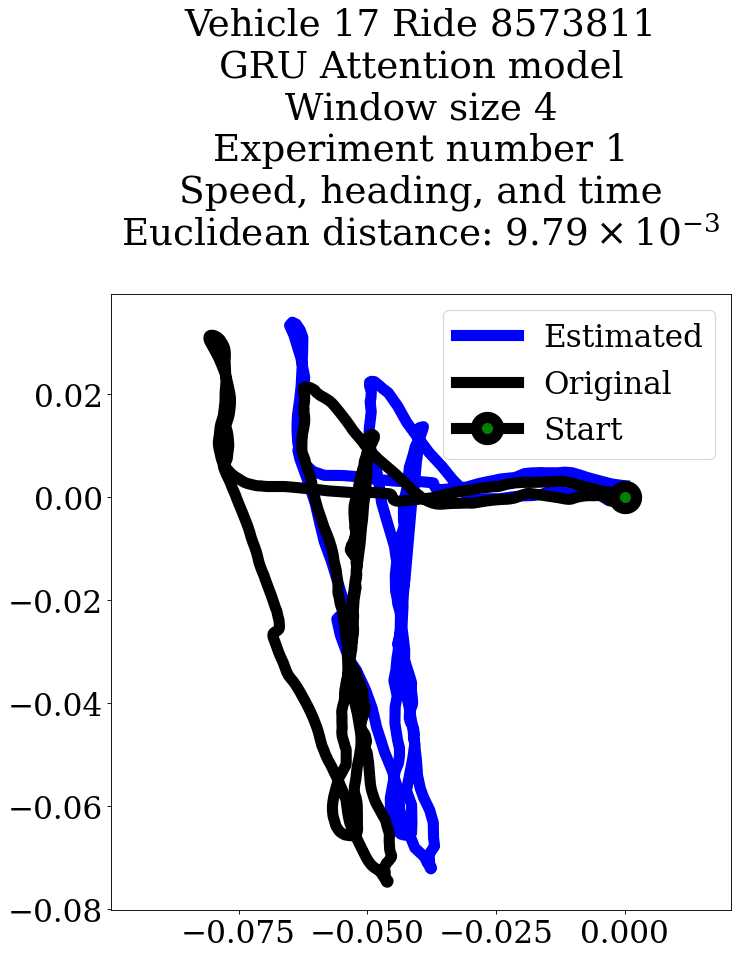 Vehicle 17 Ride 8573811
GRU Attention model
Window size 4
Experiment number 1
Speed, heading, and time
Euclidean distance: 9.79 × 10⁻³
Estimated
Original
Start
0.02
0.00
−0.02
−0.04
−0.06
−0.08
−0.075 −0.050 −0.025 0.000